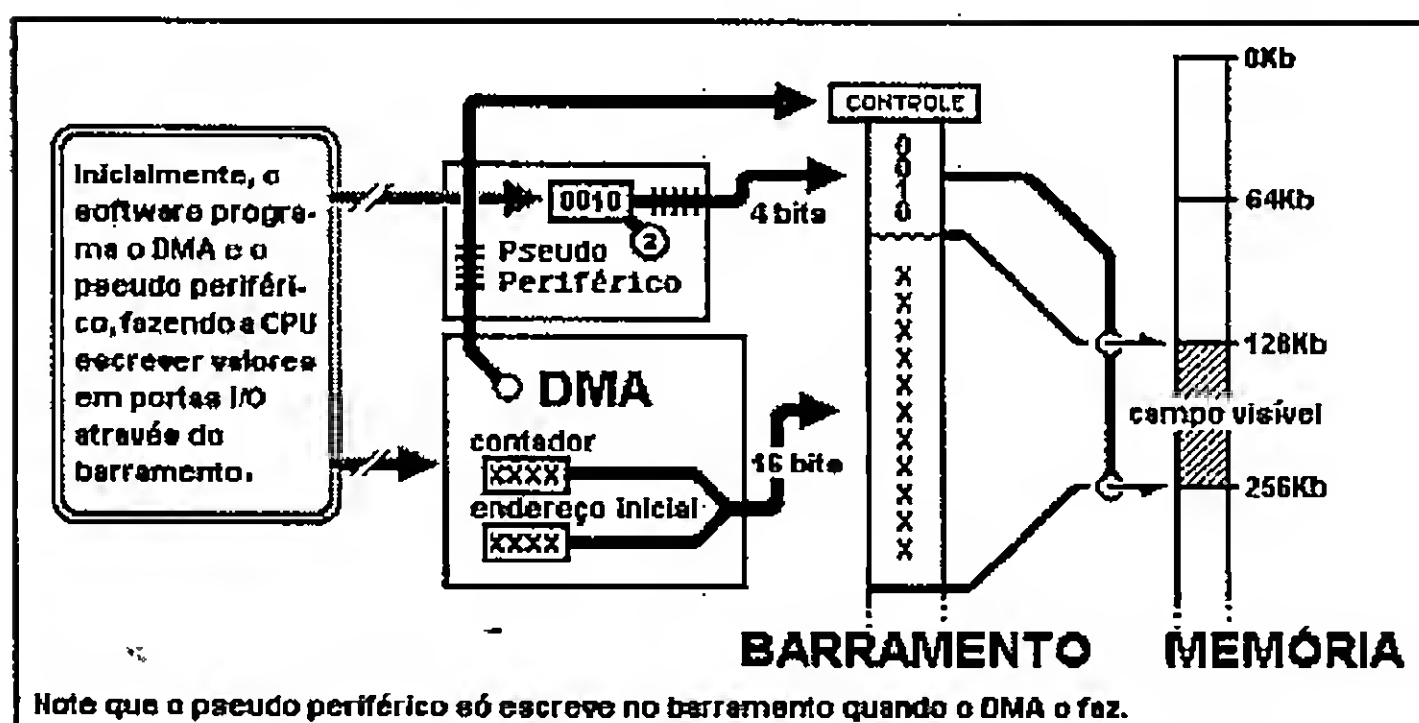 Inicialmente, o
software progra-
ma o DMA e o
pseudo periféri-
co, fazendo a CPU
escrever valores
em portas I/O
através do
barramento.
0010
2
Pseudo
Periférico
4 bits
DMA
contador
XXXX
endereço inicial
XXXX
16 bits
CONTROLE
0
0
1
0
X
X
X
X
X
X
X
X
X
X
X
BARRAMENTO
0Kb
64Kb
128Kb
campo visível
256Kb
MEMÓRIA
Note que o pseudo periférico só escreve no barramento quando o DMA o faz.